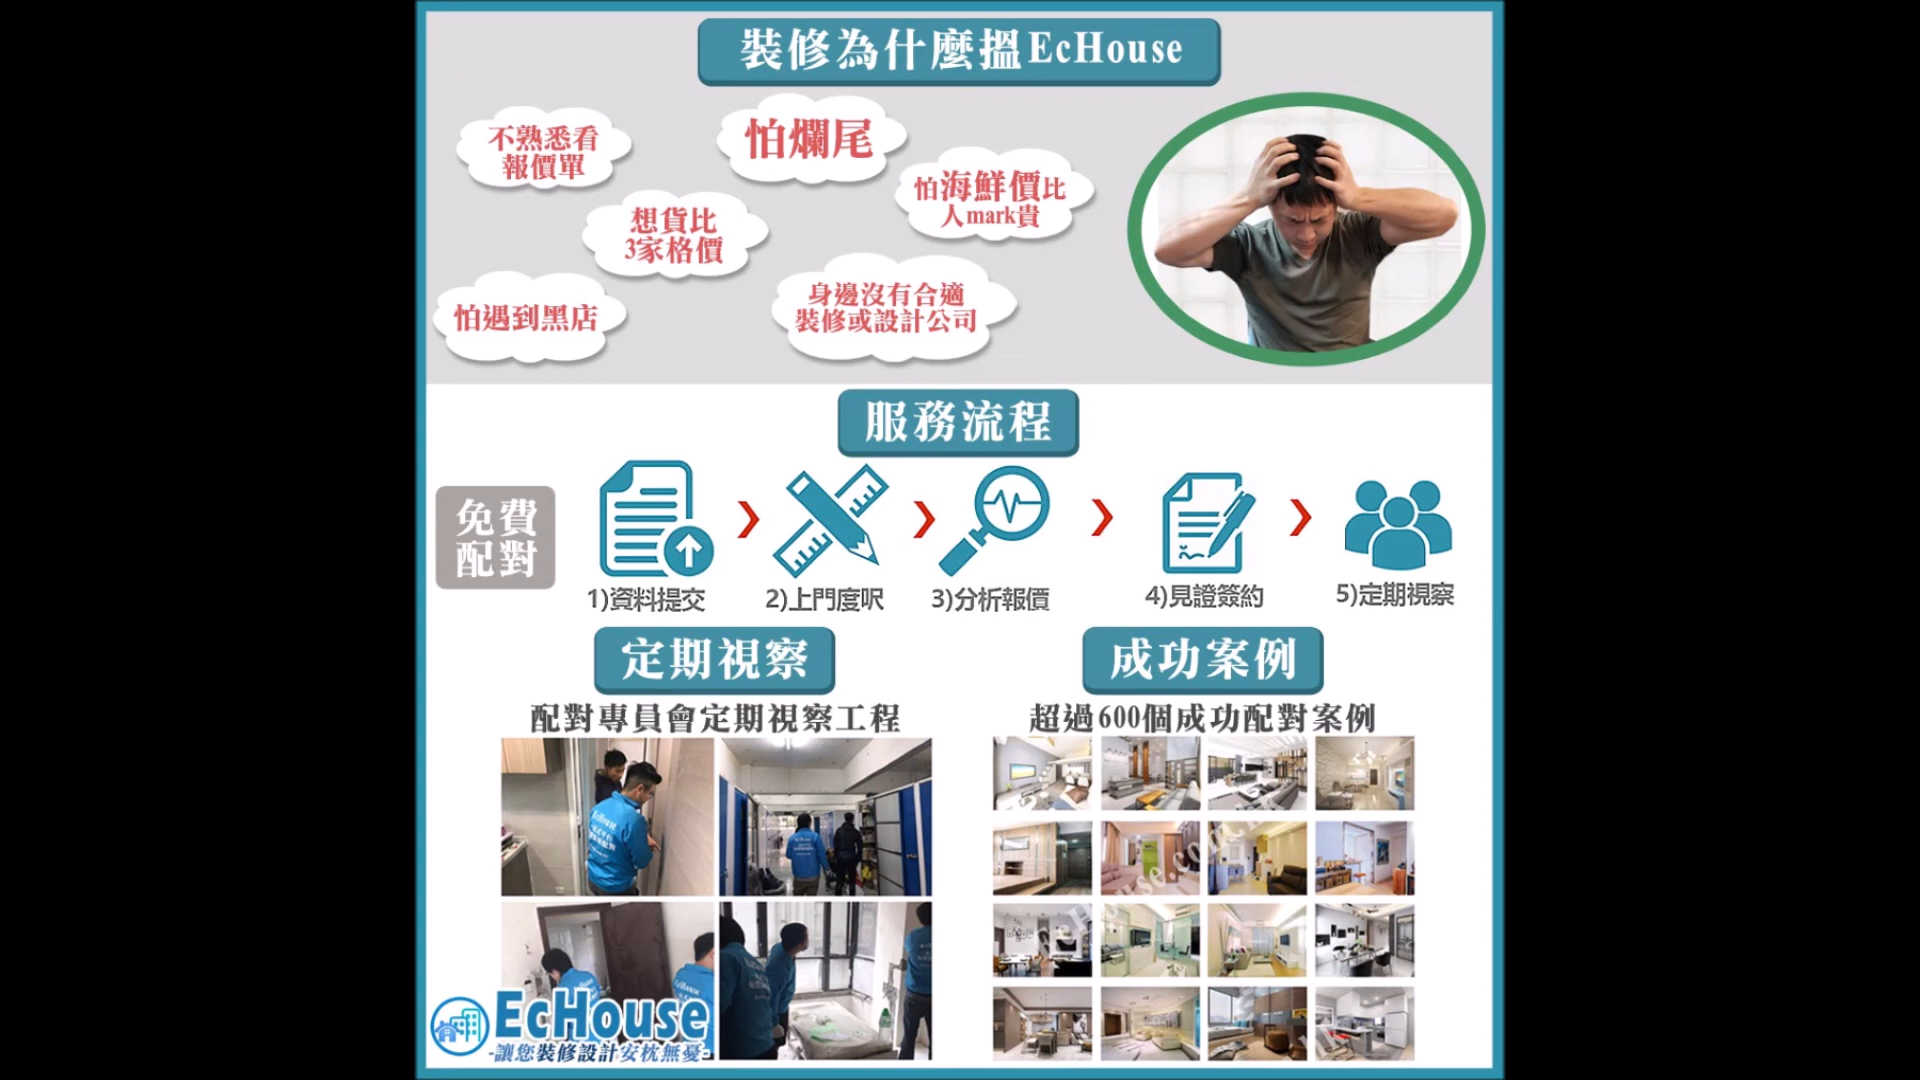 裝修為什麼搵EcHouse
不熟悉看
報價單
怕爛尾
怕海鮮價比
人mark貴
想貨比
3家格價
怕遇到黑店
身邊沒有合適
裝修或設計公司
服務流程
免費
配對
1)資料提交
2)上門度呎
3)分析報價
4)見證簽約
5)定期視察
定期視察
配對專員會定期視察工程
成功案例
超過600個成功配對案例
EcHouse
-讓您裝修設計安枕無憂-